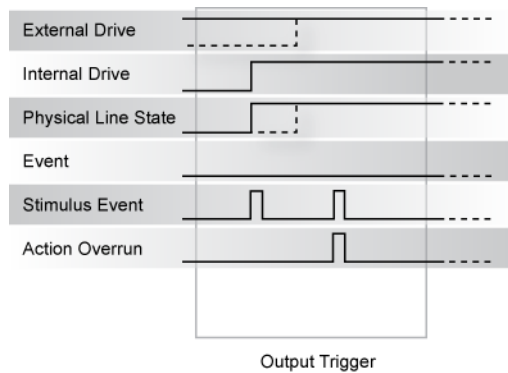 External Drive
Internal Drive
Physical Line State
Event
Stimulus Event
Action Overrun
Output Trigger